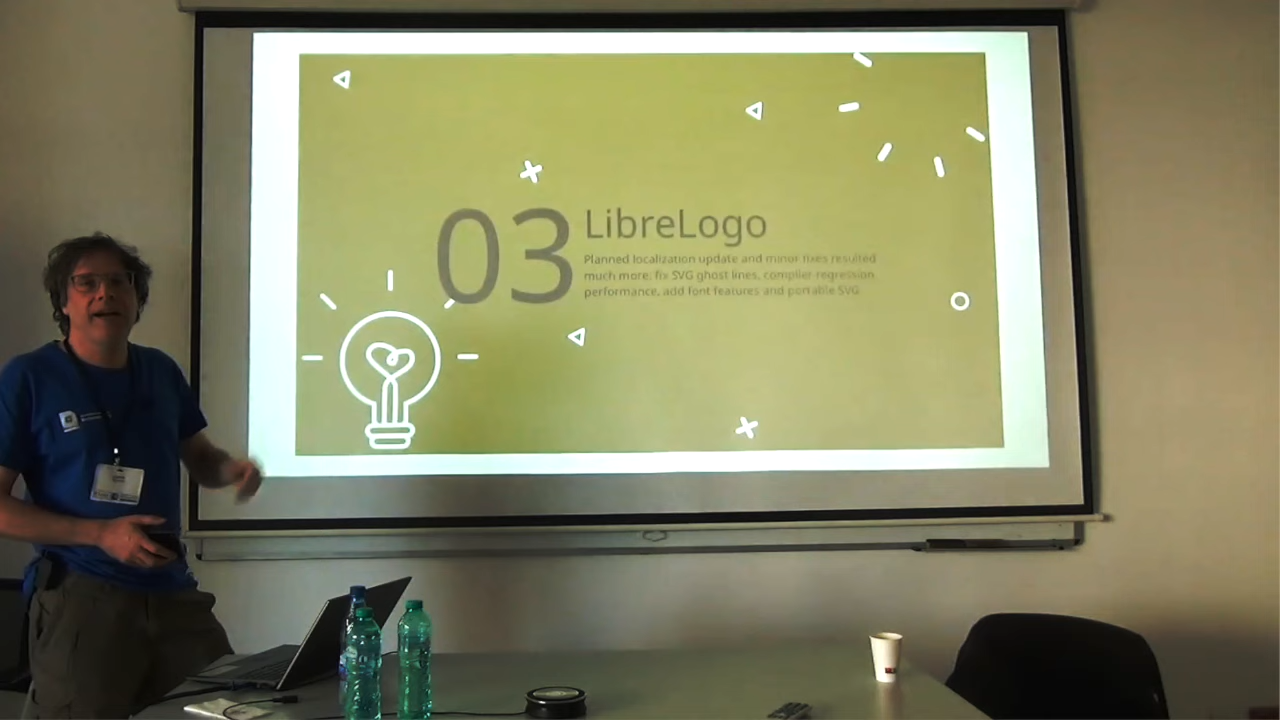 03
LibreLogo
Planned localization update and minor fixes resulted
much more: fix SVG ghost lines, compiler regression
performance, add font features and portable SVG